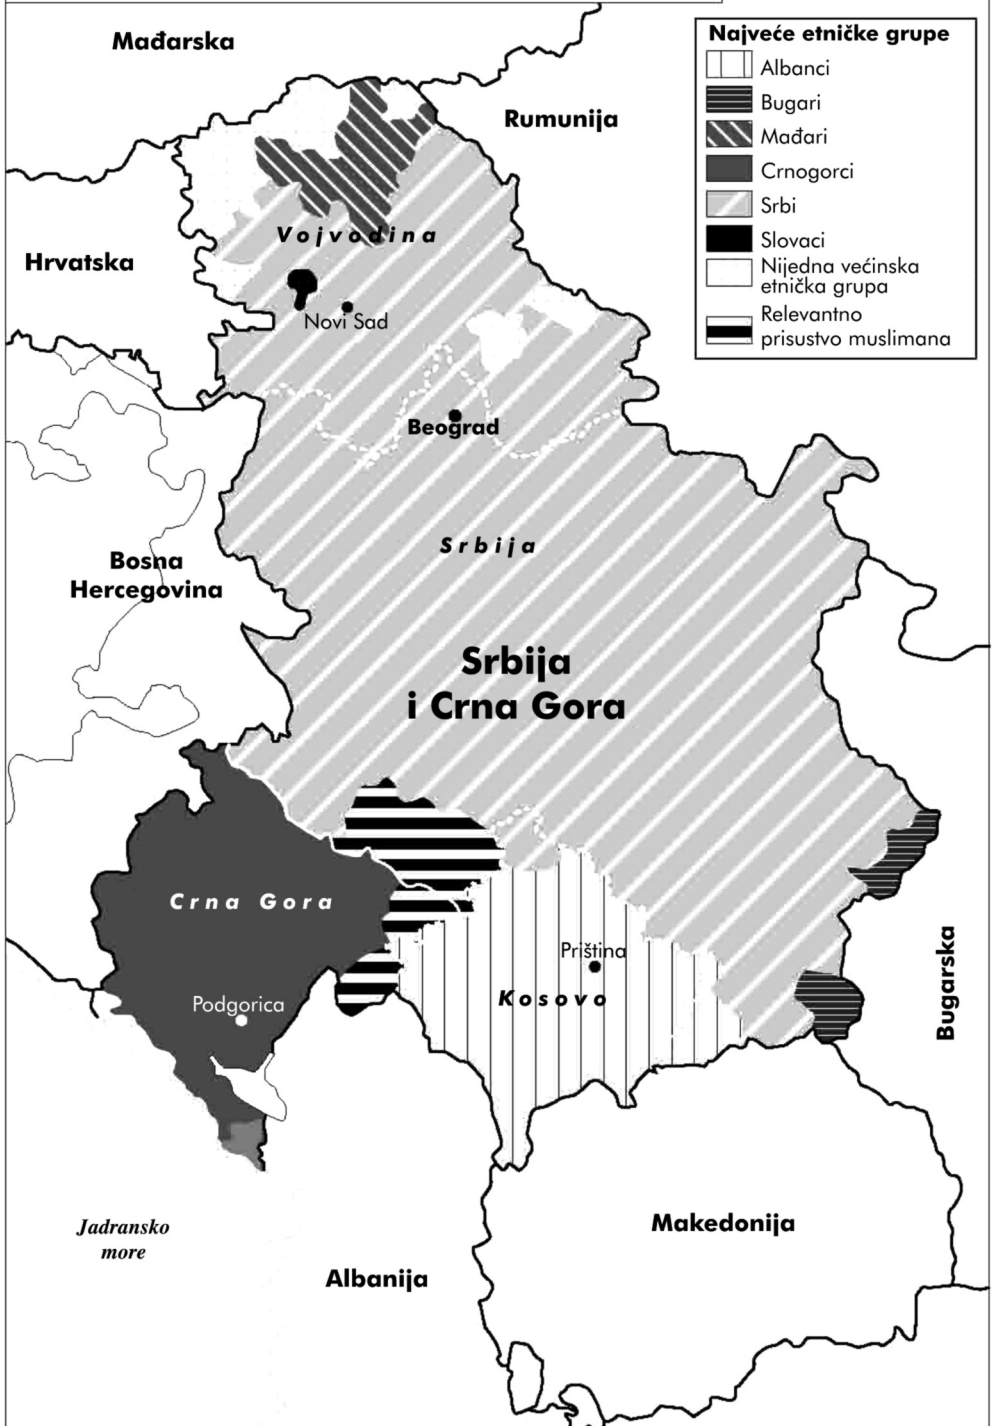 Mađarska
Rumunija
Najveće etničke grupe
Albanci
Bugari
Mađari
Crnogorci
Srbi
Slovaci
Nijedna većinska
etnička grupa
Relevantno
prisustvo muslimana
Hrvatska
Vojvodina
Novi Sad
Beograd
Srbija
Bosna
Hercegovina
Srbija
i Crna Gora
Crna Gora
Priština
Kosovo
Podgorica
Bugarska
Jadransko
more
Albanija
Makedonija